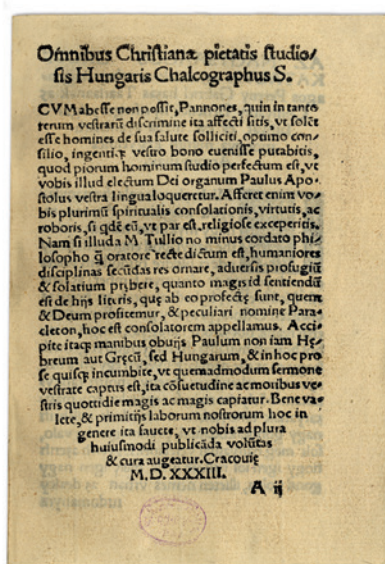 Omnibus Christianæ pietatis studio/
sis Hungaris Chalcographus S.
CVM abesse non possit, Pannones, quin in tanto
rerum vestrarũ discrimine ita affecti sitis, vt solẽt
esse homines de sua salute solliciti, optimo con/
silio, ingentiq; vestro bono euenisse putabitis,
quod piorum hominum studio perfectum est, vt
vobis illud electum Dei organum Paulus Apo/
stolus vestra lingua loqueretur. Afferet enim vo/
bis plurimũ spiritualis consolationis, virtutis, ac
roboris, si qdẽ eũ, vt par est, religiose exceperitis.
Nam si illud a M. Tullio no minus cordato phi/
losopho q̃ oratore recte dictum est, humaniores
disciplinas secũdas res ornare, aduersis profugiũ
& solatium prębere, quanto magis id sentiendũ
est de hijs literis, quę ab eo profectę sunt, quem
& Deum profitemur, & peculiari nomine Para/
cleton, hoc est consolatorem appellamus. Acci/
pite itaq; manibus obuijs Paulum non iam Hę/
breum aut Gręcũ, sed Hungarum, & in hoc pro
se quisq; incumbite, vt quemadmodum sermone
vestrate captus est, ita cõsuetudine ac moribus ve/
stris quottidie magis ac magis capiatur. Bene va/
lete, & primitijs laborum nostrorum hoc in
genere ita fauete, vt nobis ad plura
huiusmodi publicãda volũtas
& cura augeatur. Cracouię
M. D. XXXIII.
A ij